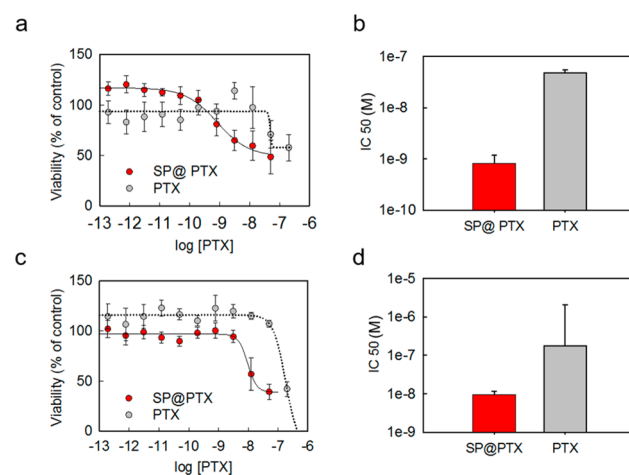 a
Viability (% of control)
150
100
50
0
SP@ PTX
PTX
-13 -12 -11 -10 -9 -8 -7 -6
log [PTX]
b
IC 50 (M)
1e-7
1e-8
1e-9
1e-10
SP@ PTX PTX
c
Viability (% of control)
150
100
50
0
SP@PTX
PTX
-13 -12 -11 -10 -9 -8 -7 -6
log [PTX]
d
IC 50 (M)
1e-5
1e-6
1e-7
1e-8
1e-9
SP@PTX PTX